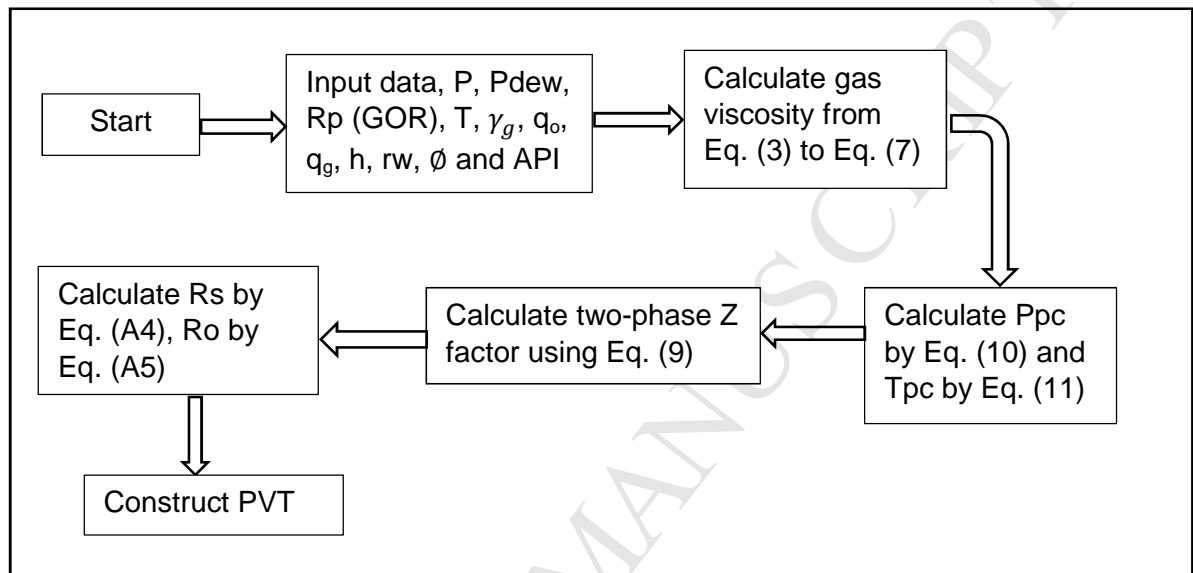 Start
Input data, P, Pdew,
Rp (GOR), T, γg, qo,
qg, h, rw, ∅ and API
Calculate gas
viscosity from
Eq. (3) to Eq. (7)
Calculate Ppc
by Eq. (10) and
Tpc by Eq. (11)
Calculate two-phase Z
factor using Eq. (9)
Calculate Rs by
Eq. (A4), Ro by
Eq. (A5)
Construct PVT
MANUSCRIPT